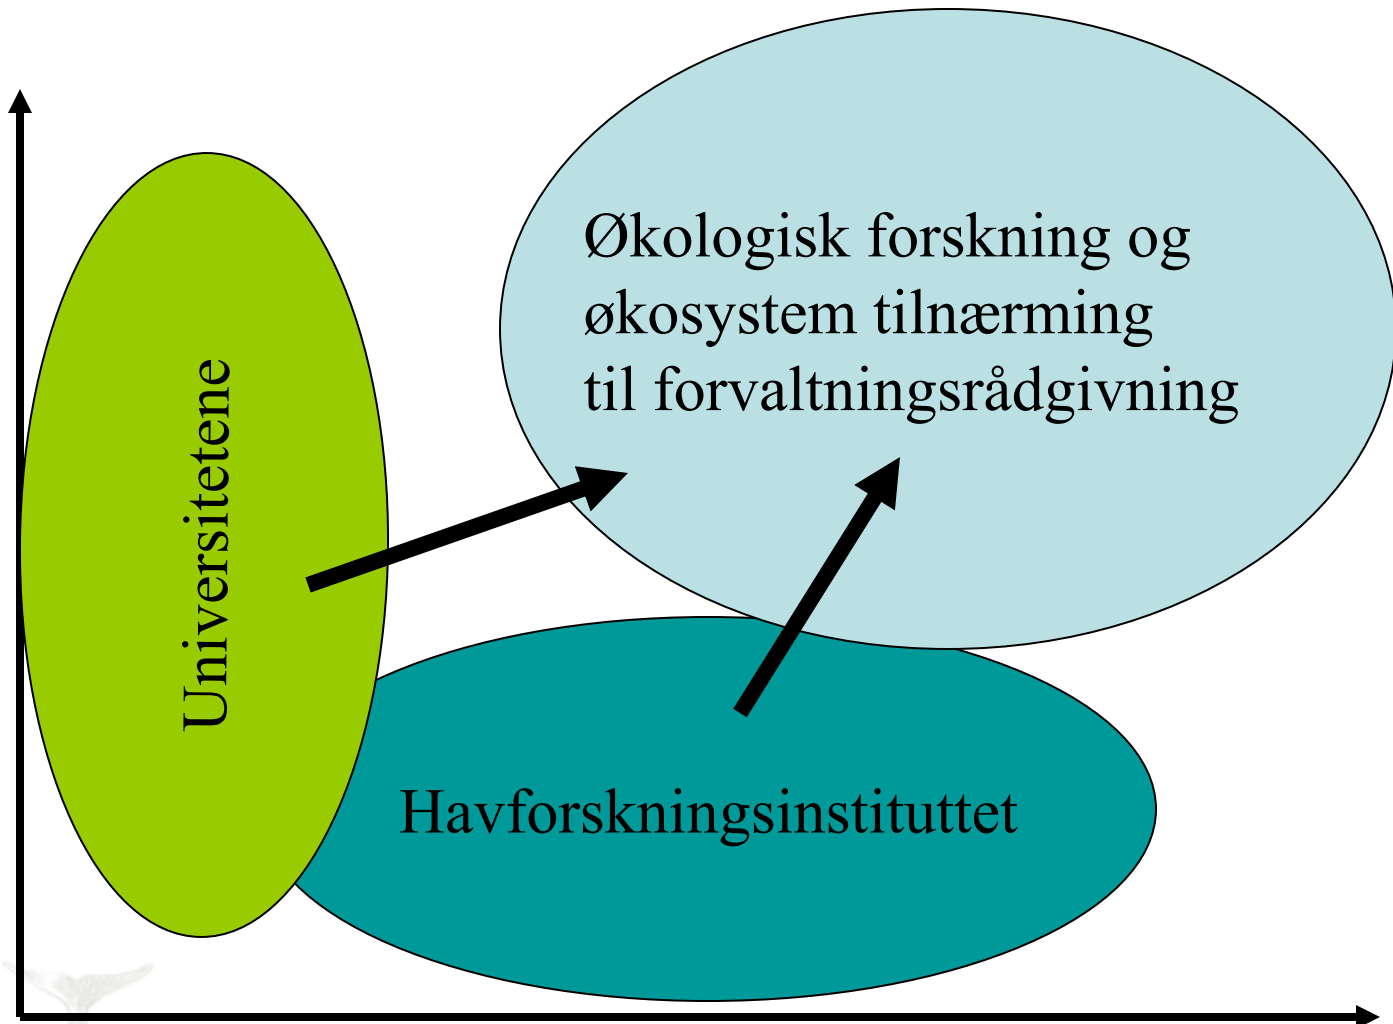 Økologisk forskning og
økosystem tilnærming
til forvaltningsrådgivning
Universitetene
Havforskningsinstituttet